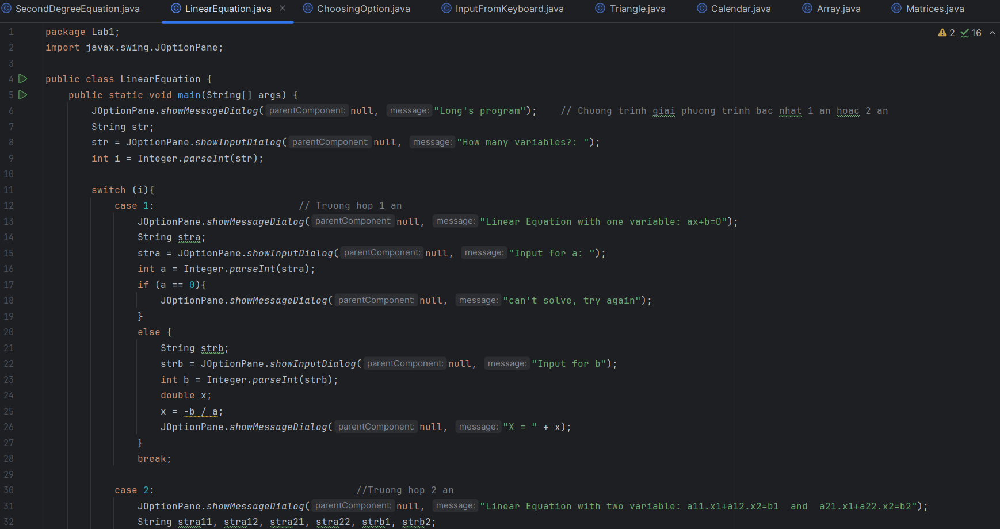 SecondDegreeEquation.java LinearEquation.java ChoosingOption.java InputFromKeyboard.java Triangle.java Calendar.java Array.java Matrices.java
2 16
1 package Lab1;
2 import javax.swing.JOptionPane;
3
4 public class LinearEquation {
5 public static void main(String[] args) {
6 JOptionPane.showMessageDialog( parentComponent: null, message: "Long's program"); // Chuong trinh giai phuong trinh bac nhat 1 an hoac 2 an
7 String str;
8 str = JOptionPane.showInputDialog( parentComponent: null, message: "How many variables?: ");
9 int i = Integer.parseInt(str);
10
11 switch (i){
12 case 1: // Truong hop 1 an
13 JOptionPane.showMessageDialog( parentComponent: null, message: "Linear Equation with one variable: ax+b=0");
14 String stra;
15 stra = JOptionPane.showInputDialog( parentComponent: null, message: "Input for a: ");
16 int a = Integer.parseInt(stra);
17 if (a == 0){
18 JOptionPane.showMessageDialog( parentComponent: null, message: "can't solve, try again");
19 }
20 else {
21 String strb;
22 strb = JOptionPane.showInputDialog( parentComponent: null, message: "Input for b");
23 int b = Integer.parseInt(strb);
24 double x;
25 x = -b / a;
26 JOptionPane.showMessageDialog( parentComponent: null, message: "X = " + x);
27 }
28 break;
29
30 case 2: //Truong hop 2 an
31 JOptionPane.showMessageDialog( parentComponent: null, message: "Linear Equation with two variable: a11.x1+a12.x2=b1  and  a21.x1+a22.x2=b2");
32 String stra11, stra12, stra21, stra22, strb1, strb2;